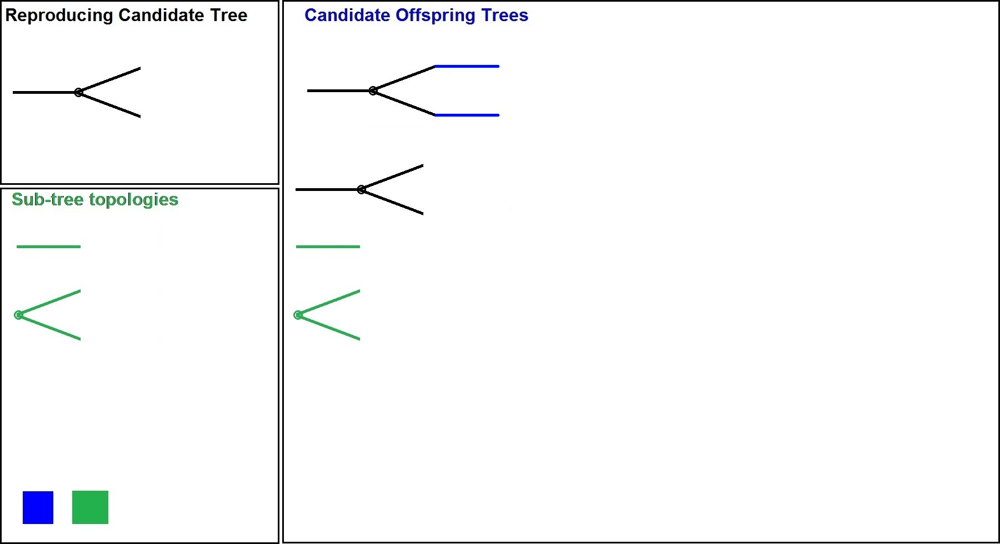 Reproducing Candidate Tree
Candidate Offspring Trees
Sub-tree topologies